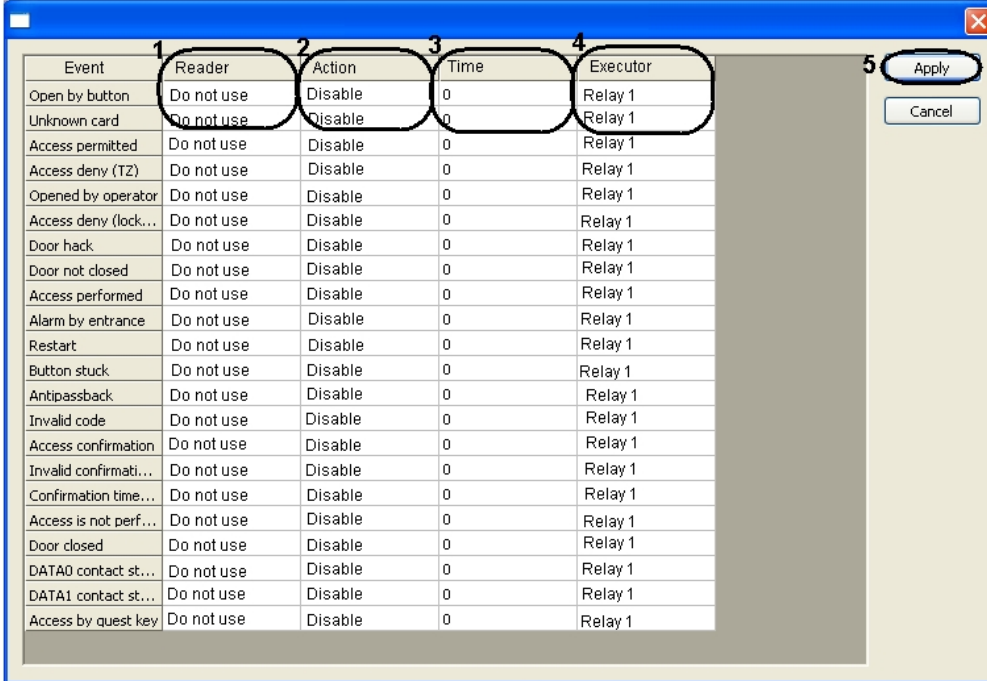 1 2 3 4
Event Reader Action Time Executor 5 Apply
Open by button Do not use Disable 0 Relay 1
Cancel
Unknown card Do not use Disable 0 Relay 1
Access permitted Do not use Disable 0 Relay 1
Access deny (TZ) Do not use Disable 0 Relay 1
Opened by operator Do not use Disable 0 Relay 1
Access deny (lock... Do not use Disable 0 Relay 1
Door hack Do not use Disable 0 Relay 1
Door not closed Do not use Disable 0 Relay 1
Access performed Do not use Disable 0 Relay 1
Alarm by entrance Do not use Disable 0 Relay 1
Restart Do not use Disable 0 Relay 1
Button stuck Do not use Disable 0 Relay 1
Antipassback Do not use Disable 0 Relay 1
Invalid code Do not use Disable 0 Relay 1
Access confirmation Do not use Disable 0 Relay 1
Invalid confirmati... Do not use Disable 0 Relay 1
Confirmation time... Do not use Disable 0 Relay 1
Access is not perf... Do not use Disable 0 Relay 1
Door closed Do not use Disable 0 Relay 1
DATA0 contact st... Do not use Disable 0 Relay 1
DATA1 contact st... Do not use Disable 0 Relay 1
Access by quest key Do not use Disable 0 Relay 1